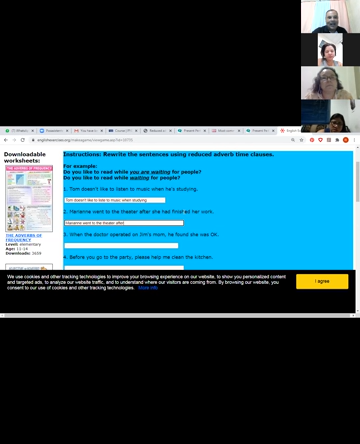 Downloadable
worksheets:
THE ADVERBS OF
FREQUENCY
Level: elementary
Age: 11-14
Downloads: 2609
Instructions: Rewrite the sentences using reduced adverb time clauses.
For example:
Do you like to read while you are waiting for people?
Do you like to read while waiting for people?
1. Tom doesn't like to listen to music when he's studying.
Tom doesn't like to listen to music when studying
2. Marianne went to the theater after she had finished her work.
Marianne went to the theater after
3. When the doctor operated on Jim's mom, he found she was OK.
4. Before you go to the party, please help me clean the kitchen.
We use cookies and other tracking technologies to improve your browsing experience on our website, to show you personalized
content and targeted ads, to analyze our website traffic, and to understand where our visitors are coming from. By browsing our website, you
consent to our use of cookies and other tracking technologies. More info
I agree